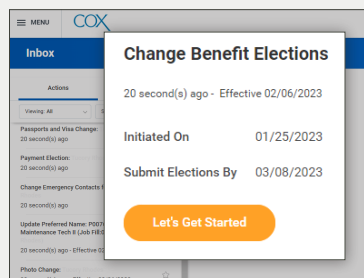 MENU COX
Inbox
Actions
Viewing: All
Passports and Visa Change:
20 second(s) ago
Payment Election:
20 second(s) ago
Change Emergency Contacts f
20 second(s) ago
Update Preferred Name:
Maintenance Tech II (Job Fill:
20 second(s) ago - Effective 02
Photo Change:
Change Benefit Elections
20 second(s) ago - Effective 02/06/2023
Initiated On 01/25/2023
Submit Elections By 03/08/2023
Let's Get Started